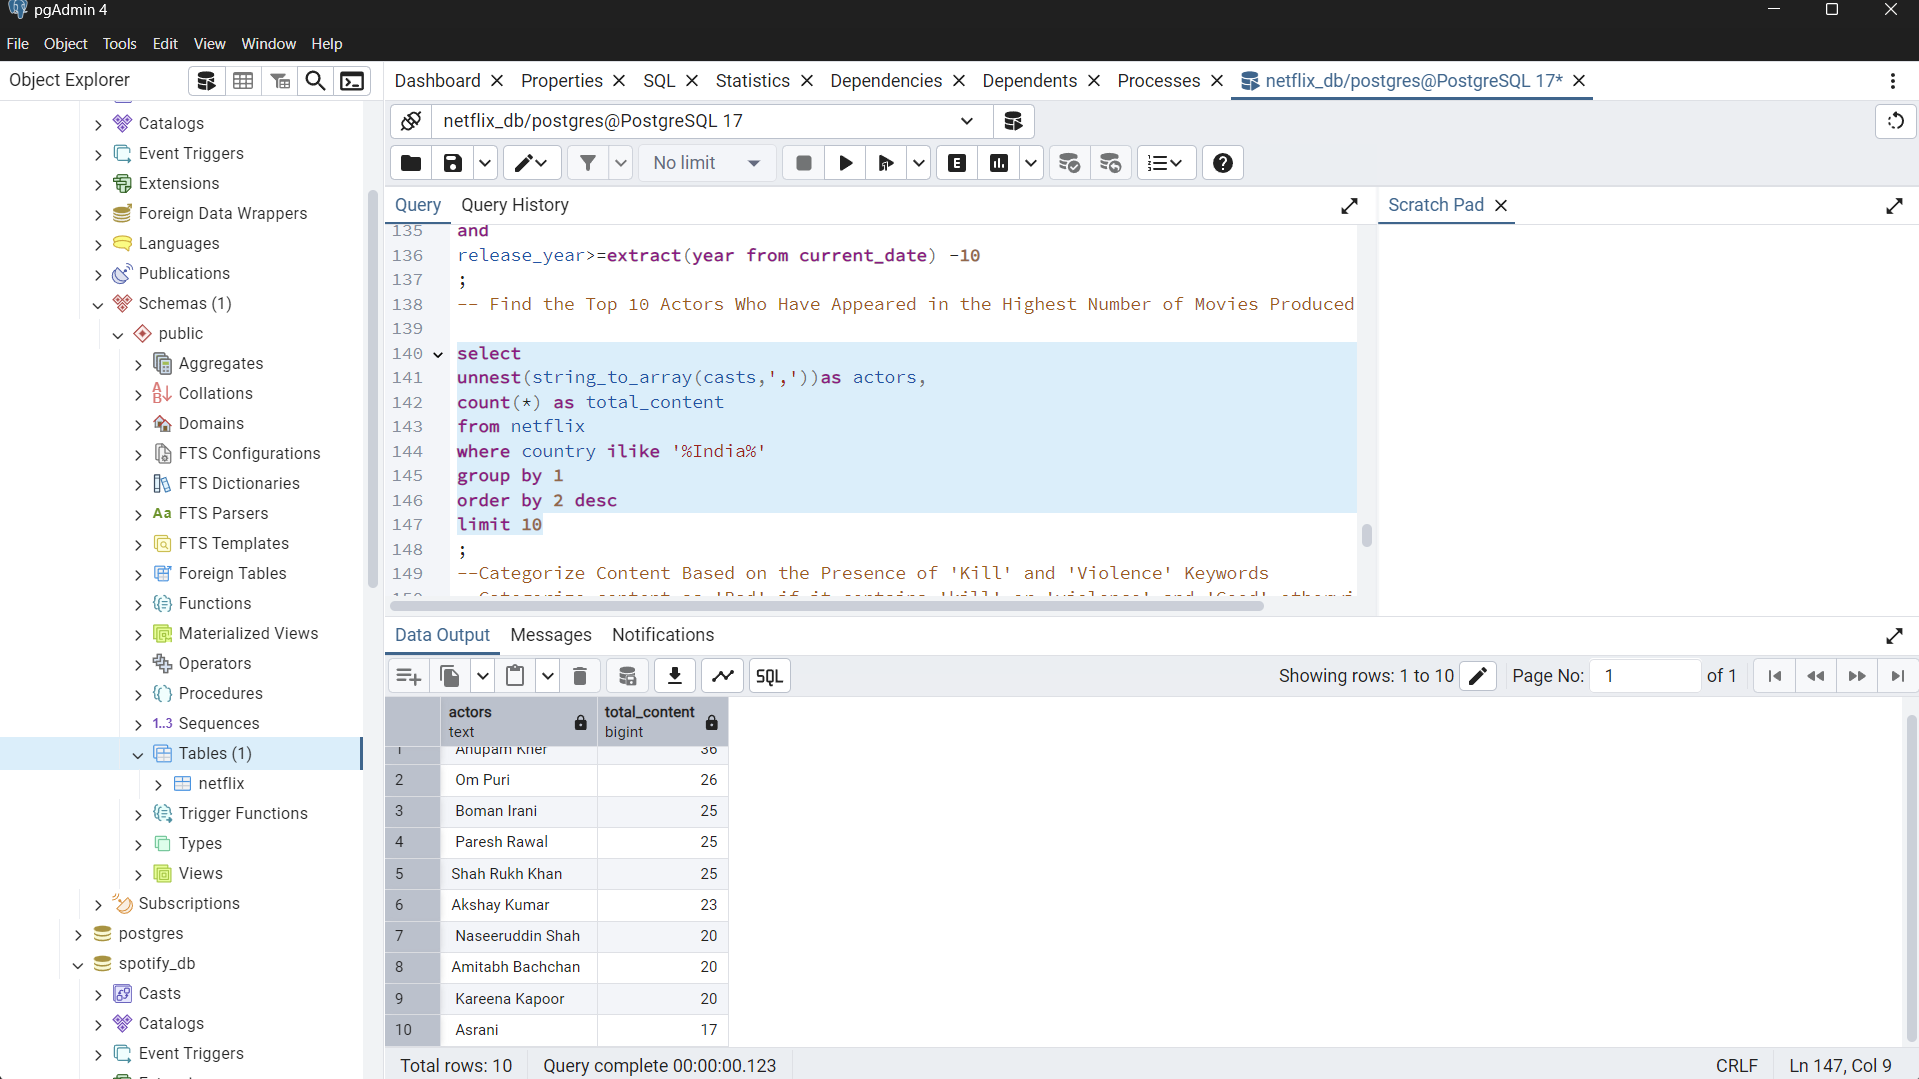 pgAdmin 4
File Object Tools Edit View Window Help
Object Explorer
Dashboard Properties SQL Statistics Dependencies Dependents Processes netflix_db/postgres@PostgreSQL 17*
netflix_db/postgres@PostgreSQL 17
No limit
E
Query Query History
Scratch Pad
Catalogs
Event Triggers
Extensions
Foreign Data Wrappers
Languages
Publications
Schemas (1)
public
Aggregates
Collations
Domains
FTS Configurations
FTS Dictionaries
Aa FTS Parsers
FTS Templates
Foreign Tables
Functions
Materialized Views
Operators
Procedures
1..3 Sequences
Tables (1)
netflix
Trigger Functions
Types
Views
Subscriptions
postgres
spotify_db
Casts
Catalogs
Event Triggers
135 and
136 release_year>=extract(year from current_date) -10
137 ;
138 -- Find the Top 10 Actors Who Have Appeared in the Highest Number of Movies Produced
139
140 select
141 unnest(string_to_array(casts,','))as actors,
142 count(*) as total_content
143 from netflix
144 where country ilike '%India%'
145 group by 1
146 order by 2 desc
147 limit 10
148 ;
149 --Categorize Content Based on the Presence of 'Kill' and 'Violence' Keywords
Data Output Messages Notifications
SQL
Showing rows: 1 to 10 Page No: 1 of 1
actors text total_content bigint
1 Anupam Kher 36
2 Om Puri 26
3 Boman Irani 25
4 Paresh Rawal 25
5 Shah Rukh Khan 25
6 Akshay Kumar 23
7 Naseeruddin Shah 20
8 Amitabh Bachchan 20
9 Kareena Kapoor 20
10 Asrani 17
Total rows: 10 Query complete 00:00:00.123 CRLF Ln 147, Col 9